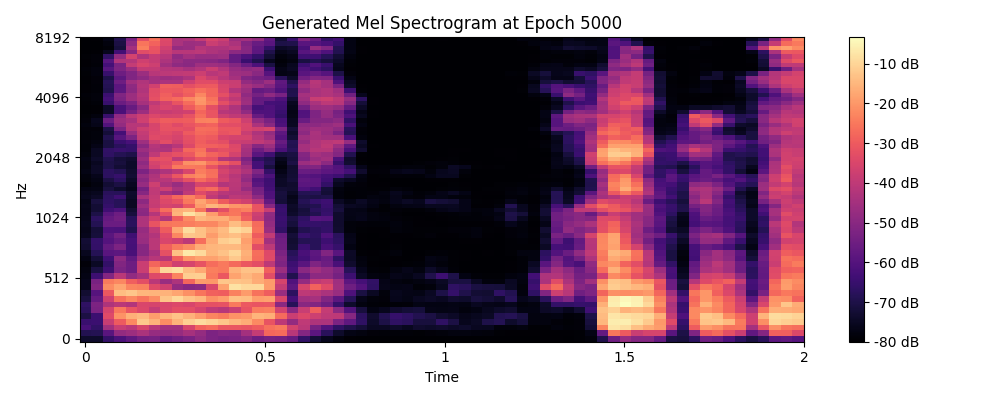 Generated Mel Spectrogram at Epoch 5000
8192
4096
2048
1024
512
0
Hz
0
0.5
1
1.5
2
Time
-10 dB
-20 dB
-30 dB
-40 dB
-50 dB
-60 dB
-70 dB
-80 dB